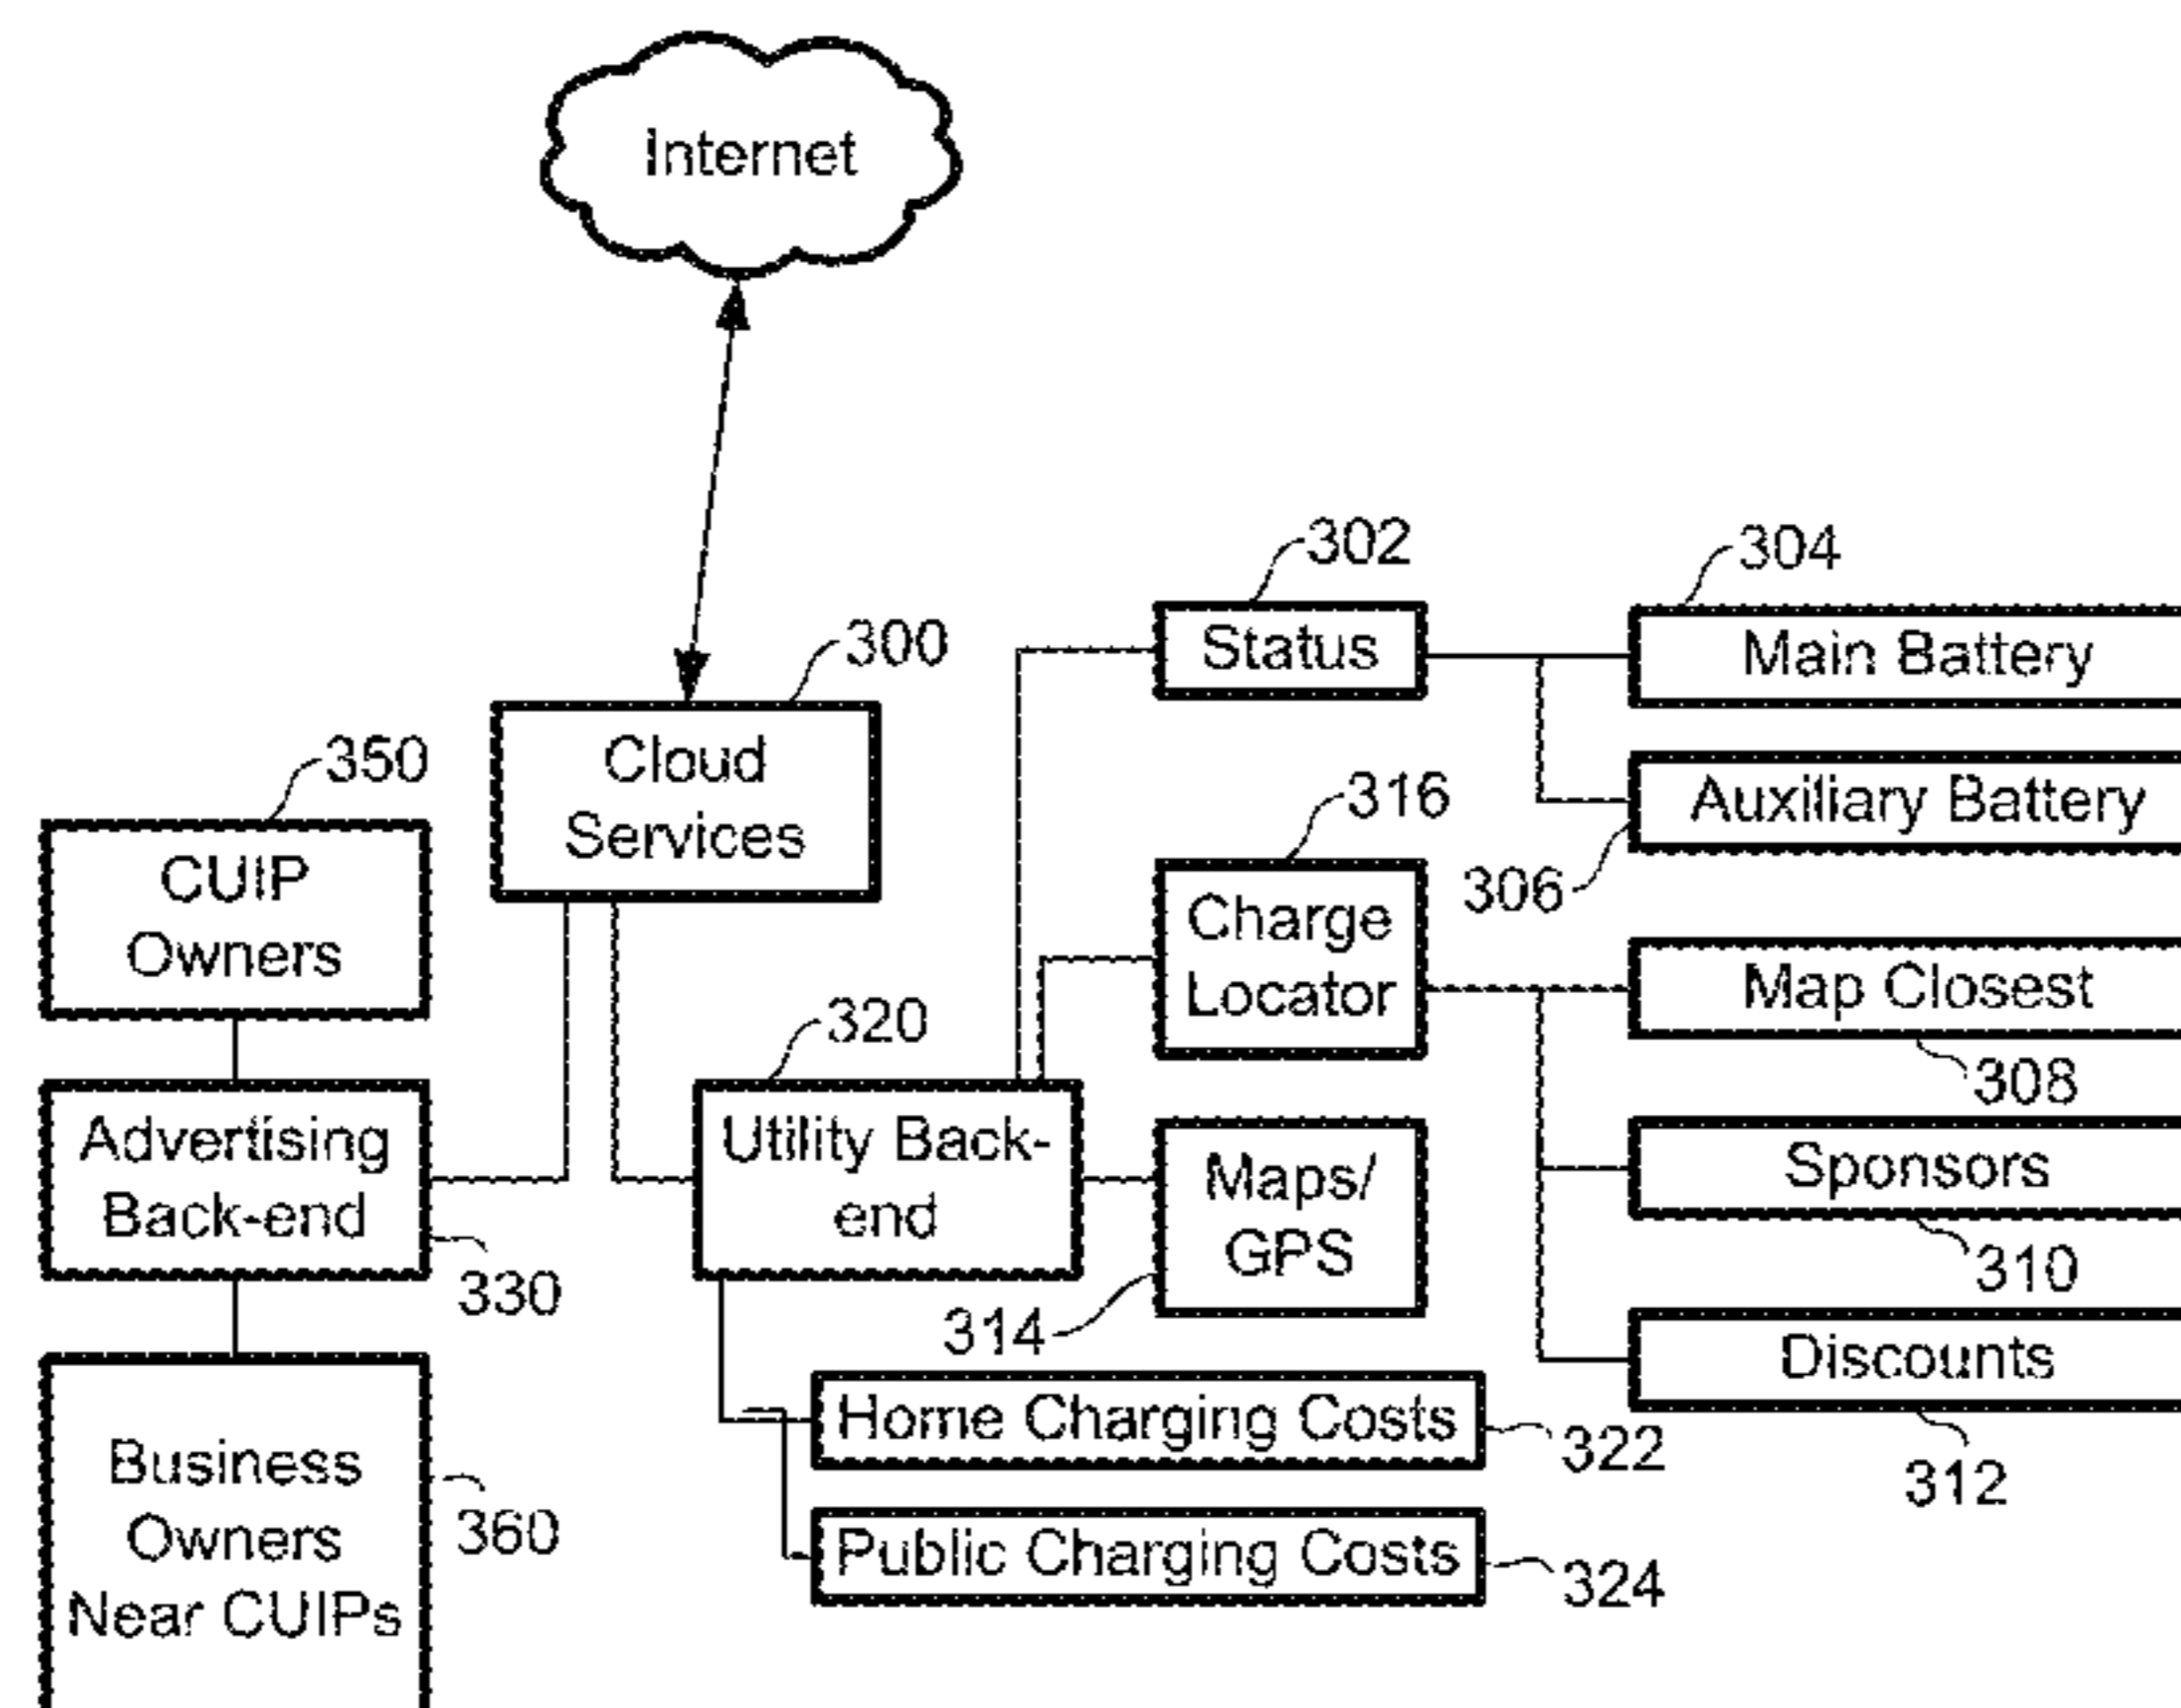 Internet
300
Cloud
Services
350
CUIP
Owners
Advertising
Back-end
330
Business
Owners
Near CUIPs
360
320
Utility Back-
end
302
Status
304
Main Battery
Auxiliary Battery
306
316
Charge
Locator
Map Closest
308
Sponsors
310
Discounts
312
Maps/
GPS
314
Home Charging Costs
322
Public Charging Costs
324